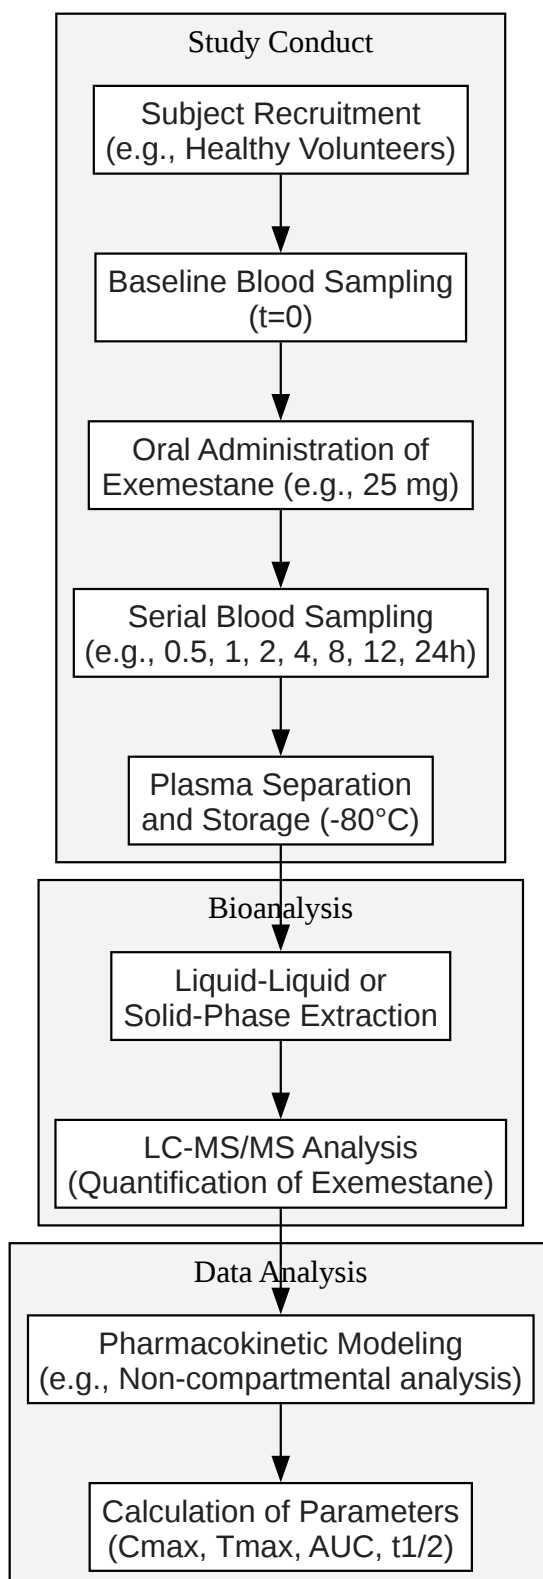 Study Conduct
Subject Recruitment
(e.g., Healthy Volunteers)
Baseline Blood Sampling
(t=0)
Oral Administration of
Exemestane (e.g., 25 mg)
Serial Blood Sampling
(e.g., 0.5, 1, 2, 4, 8, 12, 24h)
Plasma Separation
and Storage (-80°C)
Bioanalysis
Liquid-Liquid or
Solid-Phase Extraction
LC-MS/MS Analysis
(Quantification of Exemestane)
Data Analysis
Pharmacokinetic Modeling
(e.g., Non-compartmental analysis)
Calculation of Parameters
(Cmax, Tmax, AUC, t1/2)